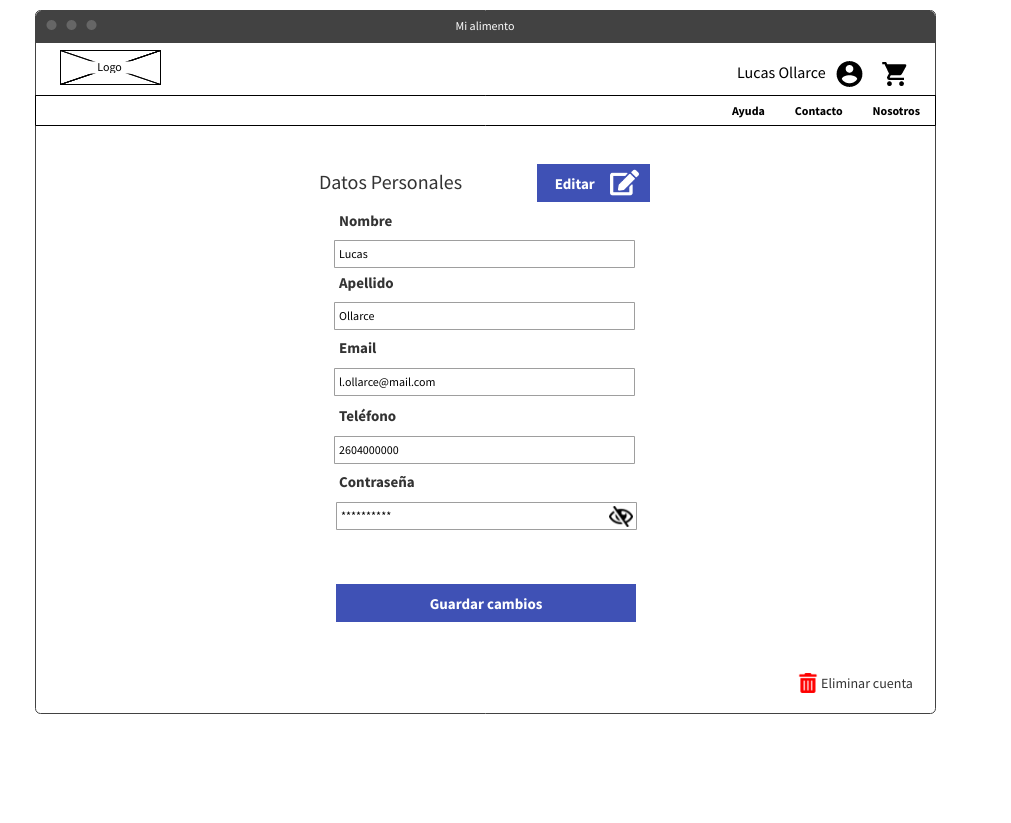 Mi alimento
Logo
Lucas Ollarce
Ayuda Contacto Nosotros
Datos Personales
Editar
Nombre
Lucas
Apellido
Ollarce
Email
l.ollarce@mail.com
Teléfono
2604000000
Contraseña
**********
Guardar cambios
Eliminar cuenta